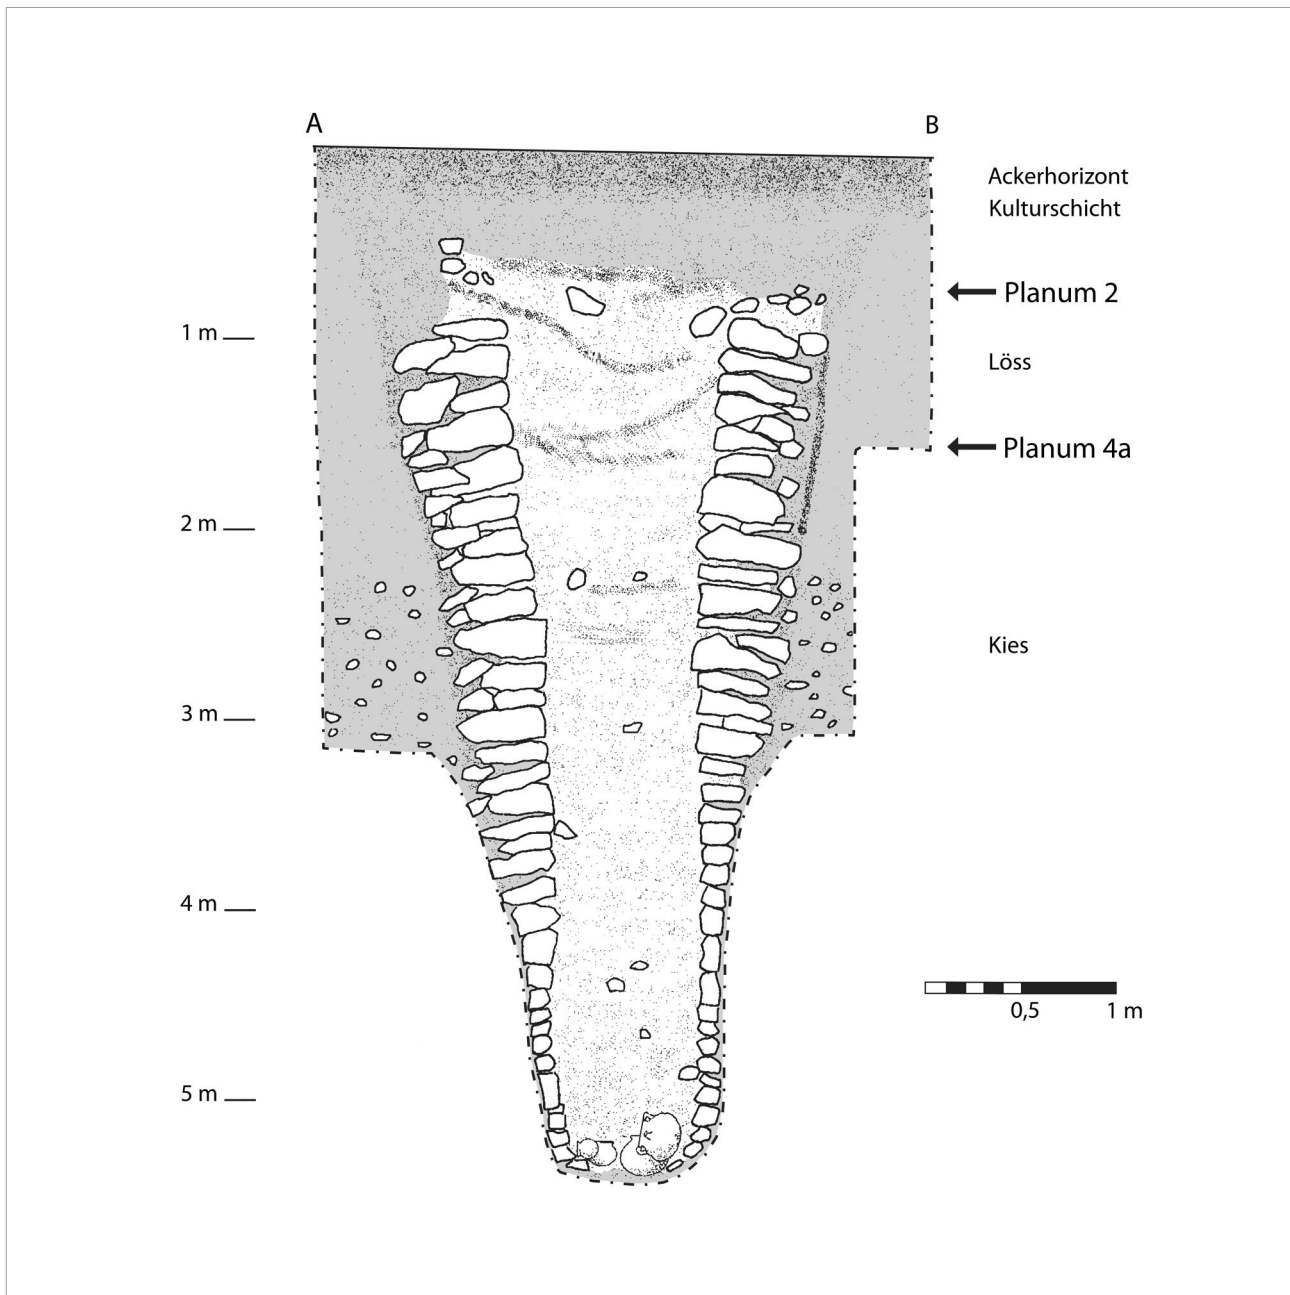 A
B
Ackerhorizont
Kulturschicht
Planum 2
1 m
Löss
Planum 4a
2 m
Kies
3 m
4 m
0,5 1 m
5 m